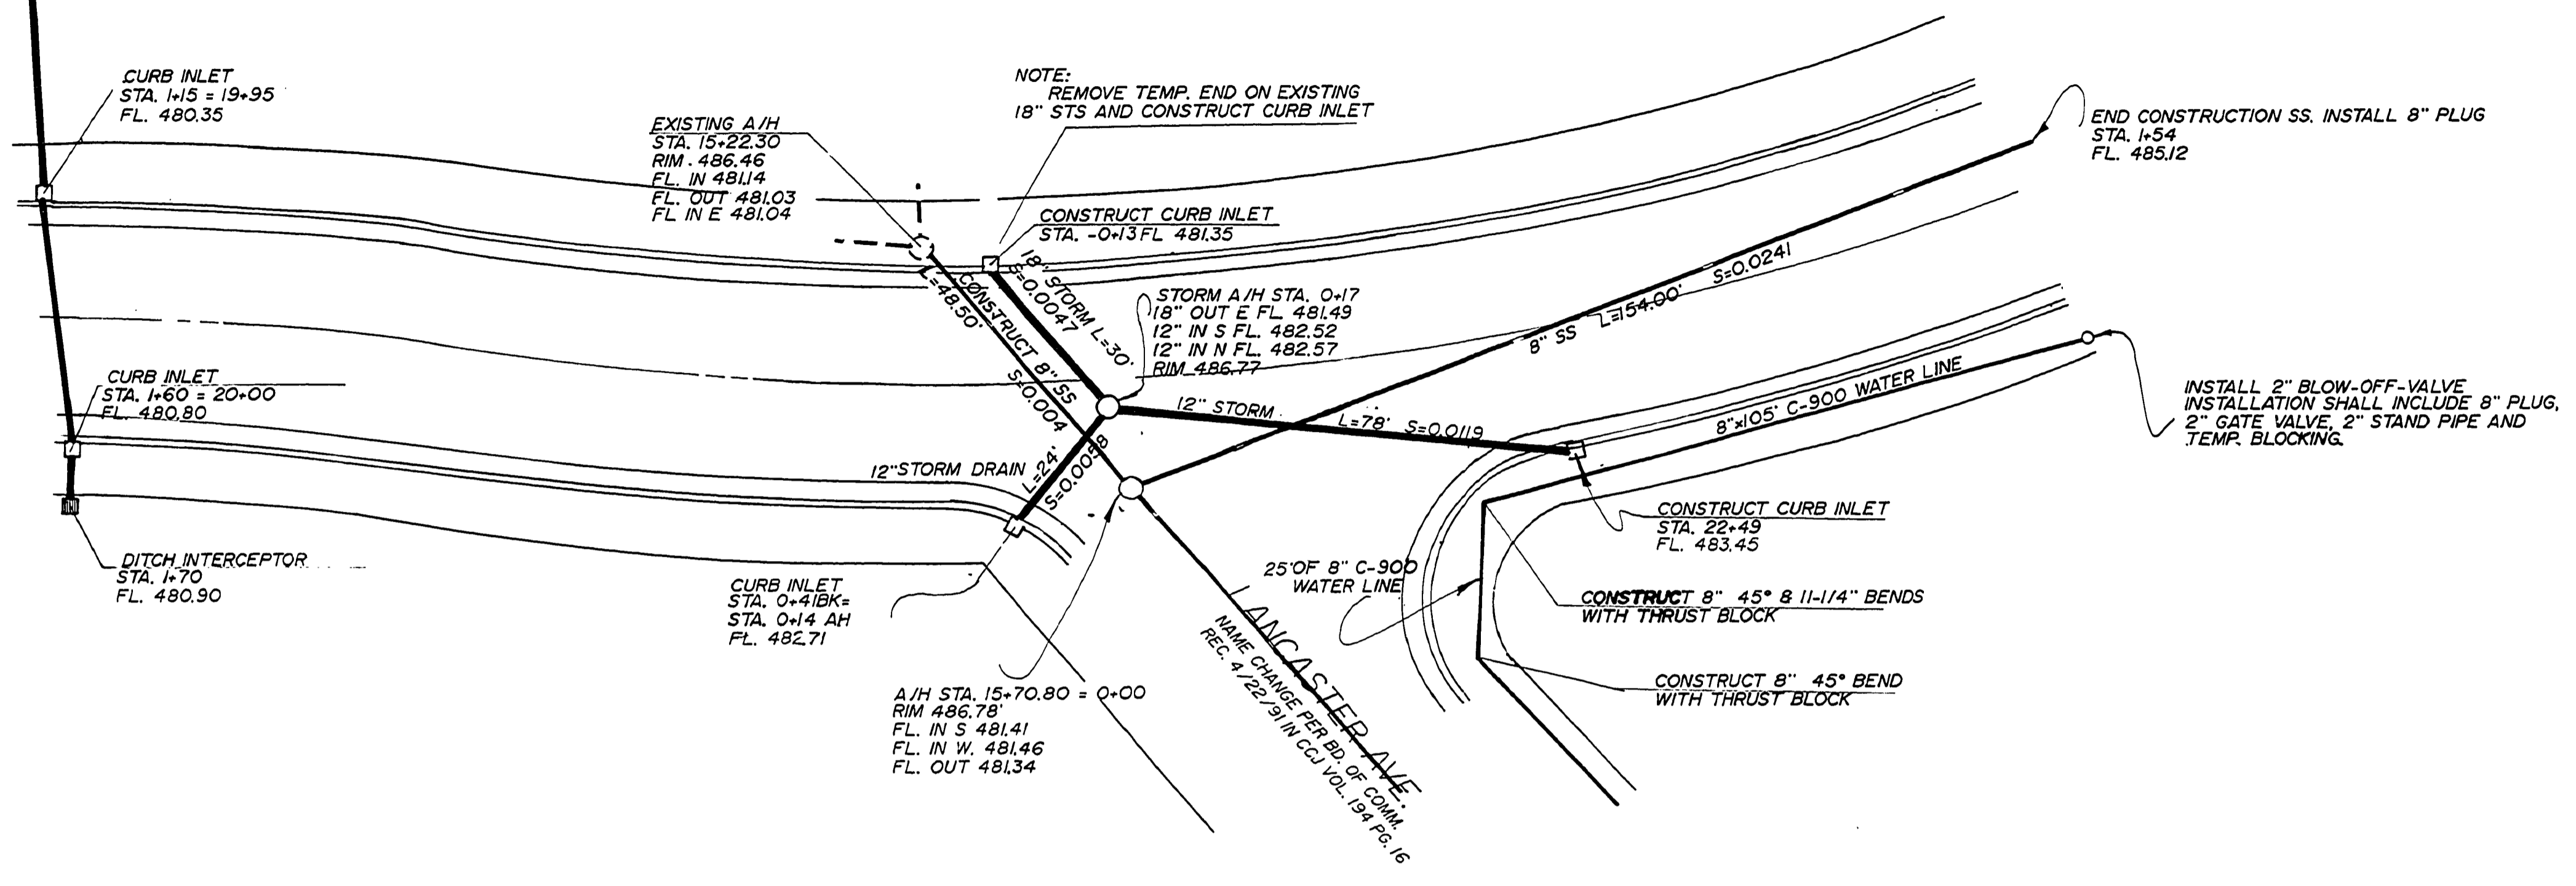 CURB INLET
STA. 1+15 = 19+95
FL. 480.35
NOTE:
REMOVE TEMP. END ON EXISTING
18" STS AND CONSTRUCT CURB INLET
EXISTING A/H
STA. 15+22.30
RIM - 486.46
FL. IN 481.14
FL. OUT 481.03
FL IN E 481.04
END CONSTRUCTION SS. INSTALL 8" PLUG
STA. 1+54
FL. 485.12
CONSTRUCT CURB INLET
STA. -0+13 FL 481.35
18" STORM L=30'
S=0.0047
L=48.50'
CONSTRUCT 8" SS
S=0.004
STORM A/H STA. 0+17
18" OUT E FL. 481.49
12" IN S FL. 482.52
12" IN N FL. 482.57
RIM 486.77
8" SS L=154.00' S=0.0241
CURB INLET
STA. 1+60 = 20+00
FL. 480.80
12" STORM L=78' S=0.0119
8"x105' C-900 WATER LINE
INSTALL 2" BLOW-OFF-VALVE
INSTALLATION SHALL INCLUDE 8" PLUG,
2" GATE VALVE, 2" STAND PIPE AND
TEMP. BLOCKING.
12" STORM DRAIN L=24'
S=0.0058
CONSTRUCT CURB INLET
STA. 22+49
FL. 483.45
DITCH INTERCEPTOR
STA. 1+70
FL. 480.90
CURB INLET
STA. 0+41BK=
STA. 0+14 AH
FL. 482.71
25' OF 8" C-900
WATER LINE
CONSTRUCT 8" 45° & 11-1/4" BENDS
WITH THRUST BLOCK
CONSTRUCT 8" 45° BEND
WITH THRUST BLOCK
A/H STA. 15+70.80 = 0+00
RIM 486.78'
FL. IN S 481.41
FL. IN W. 481.46
FL. OUT 481.34
LANCASTER AVE.
NAME CHANGE PER BD. OF COMM.
REC. 4/22/91 IN CCJ VOL. 194 PG. 16